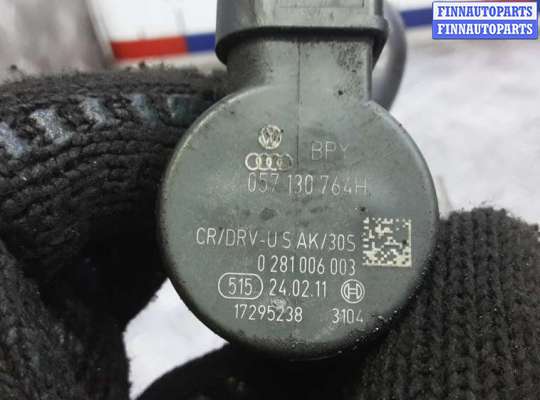 FINNAUTOPARTS
FINNAUTOPARTS
BPX
057 130 764H
CR/DRV-U S AK/30S
0 281 006 003
515 24.02.11
17295238 3104